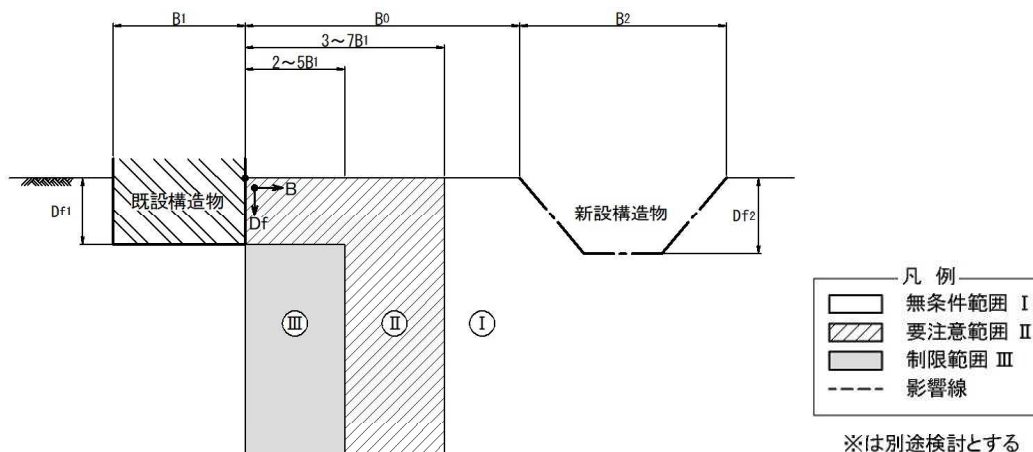 B1
B0
B2
3～7B1
2～5B1
既設構造物
B
Df
Df1
新設構造物
Df2
Ⅲ
Ⅱ
Ⅰ
凡 例
無条件範囲 Ⅰ
要注意範囲 Ⅱ
制限範囲 Ⅲ
影響線
※は別途検討とする